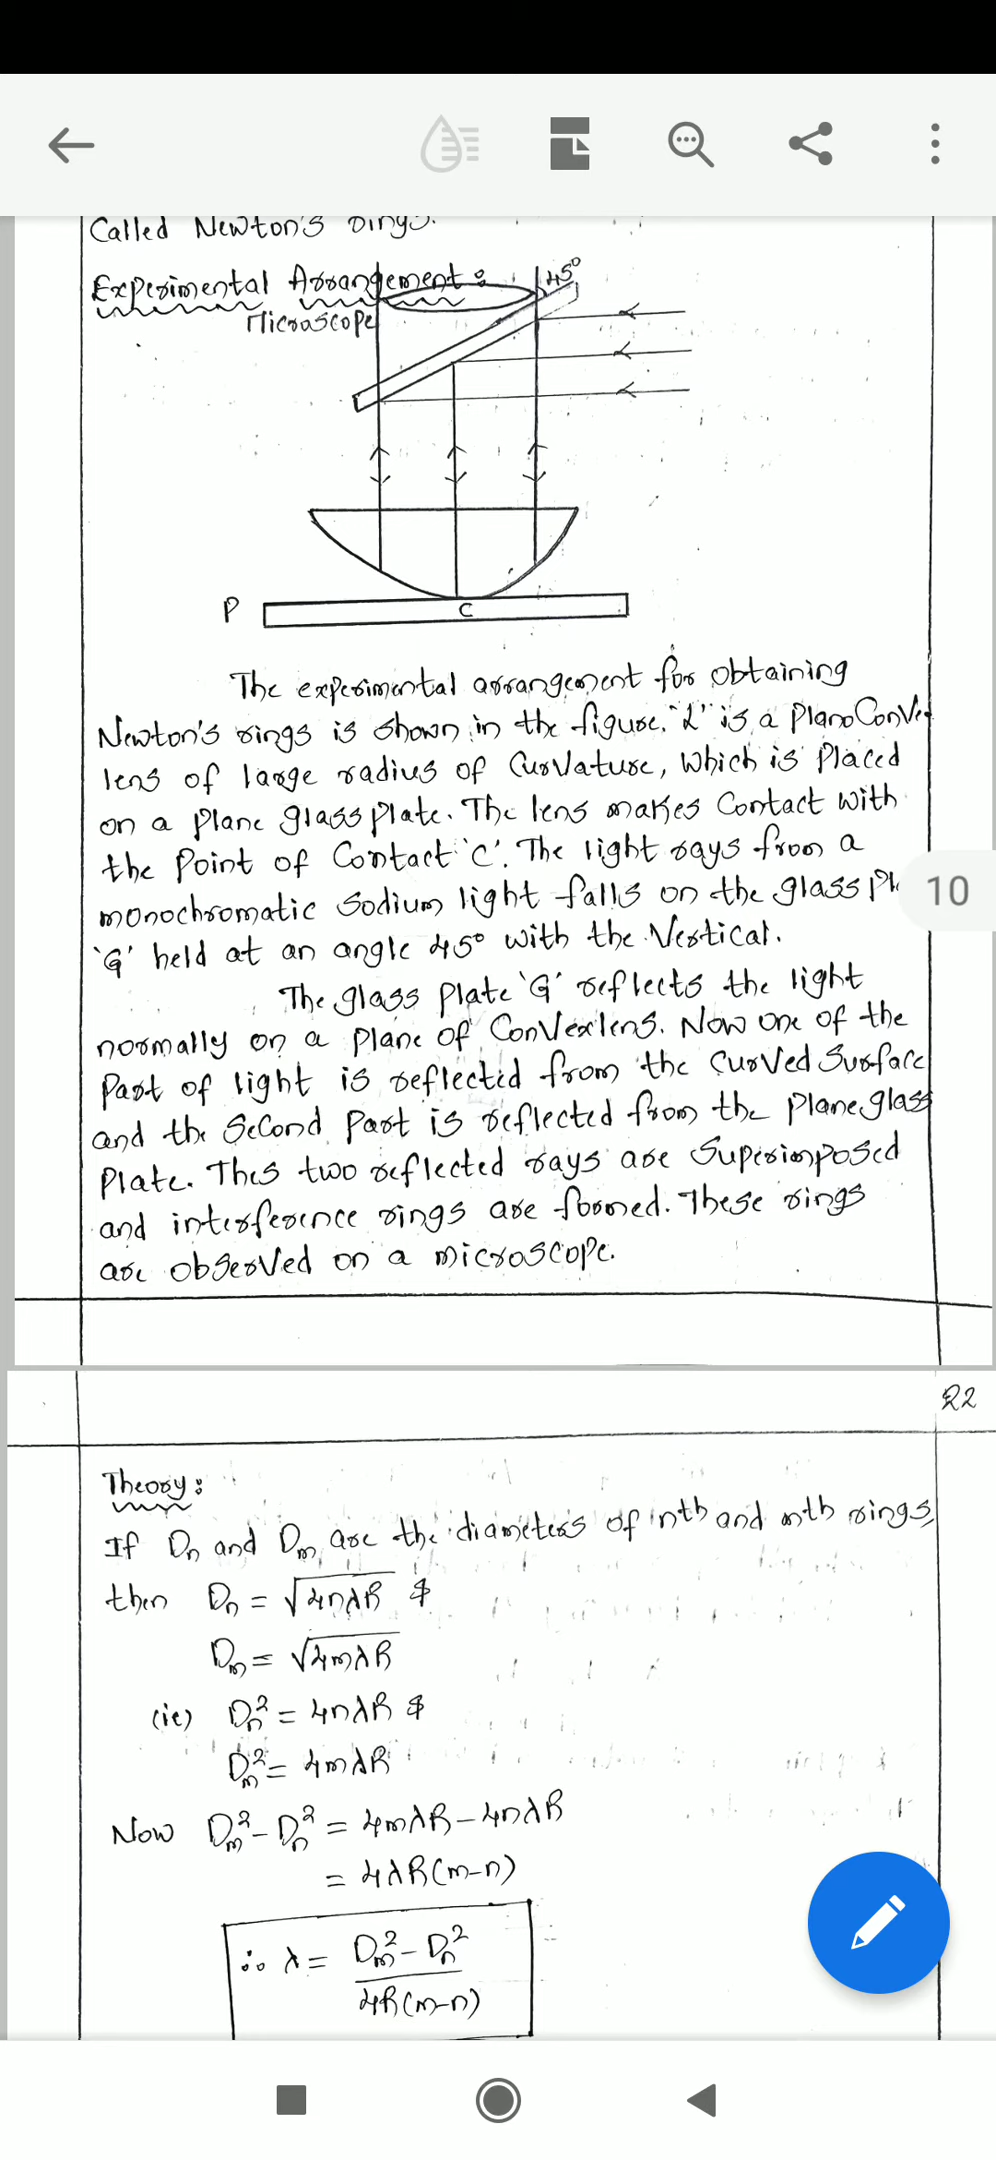 Called Newton's rings.
Experimental Arrangement:
45°
Microscope
P
C
The experimental arrangement for obtaining
Newton's rings is shown in the figure. "L" is a Plano Conve
lens of large radius of Curvature, which is placed
on a plane glass plate. The lens makes Contact with
the Point of Contact 'C'. The light rays from a
monochromatic Sodium light falls on the glass pl
10
'G' held at an angle 45° with the Vertical.
The glass plate 'G' reflects the light
normally on a plane of Convexlens. Now one of the
Part of light is reflected from the Curved Surface
and the Second Part is reflected from the plane glass
Plate. This two reflected rays are Superimposed
and interference rings are formed. These rings
are observed on a microscope.
22
Theory:
If Dn and Dm are the diameters of nth and mth rings,
then Dn = √4nλR &
Dm = √4mλR
(ie) Dn² = 4nλR &
Dm² = 4mλR
Now Dm² - Dn² = 4mλR - 4nλR
= 4λR(m-n)
∴ λ = Dm² - Dn²
4R(m-n)